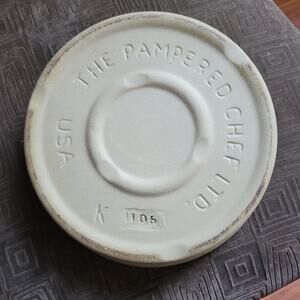 THE PAMPERED CHEF LTD.
USA
K 105